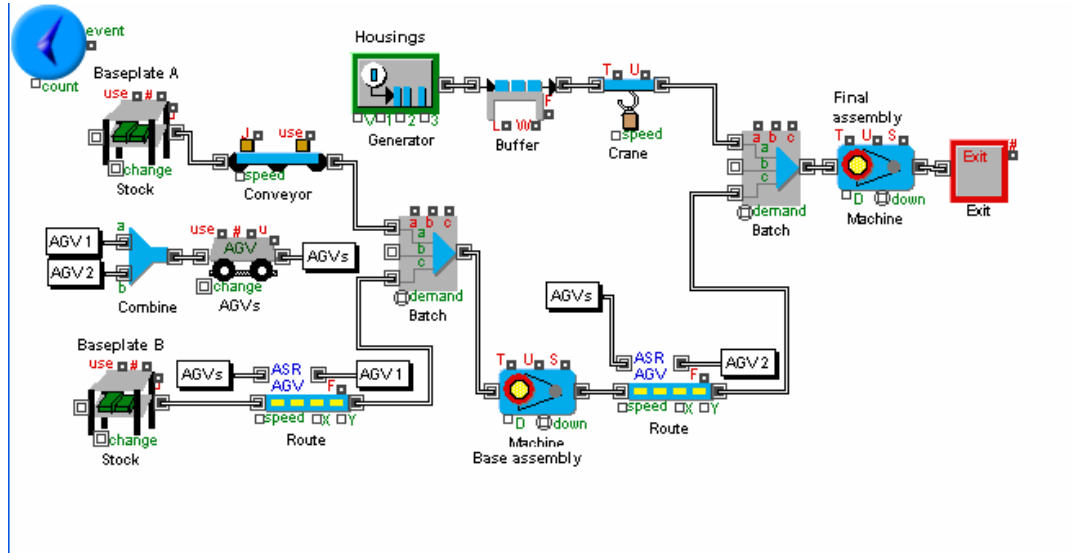 event
count
Baseplate A
use #
change
Stock
speed
J use
Conveyor
Housings
V 1 2 3
Generator
F
L W
Buffer
T U
speed
Crane
a b c
a
b
c
demand
Batch
Final
assembly
T U S
D down
Machine
Exit
#
Exit
AGV 1
AGV 2
a
b
Combine
use # u
AGV
change
AGVs
AGVs
a b c
a
b
c
demand
Batch
Baseplate B
use #
change
Stock
AGVs
ASR
AGV
AGV 1
F
speed X Y
Route
T U S
D down
Machine
Base assembly
AGVs
ASR
AGV
AGV 2
F
speed X Y
Route